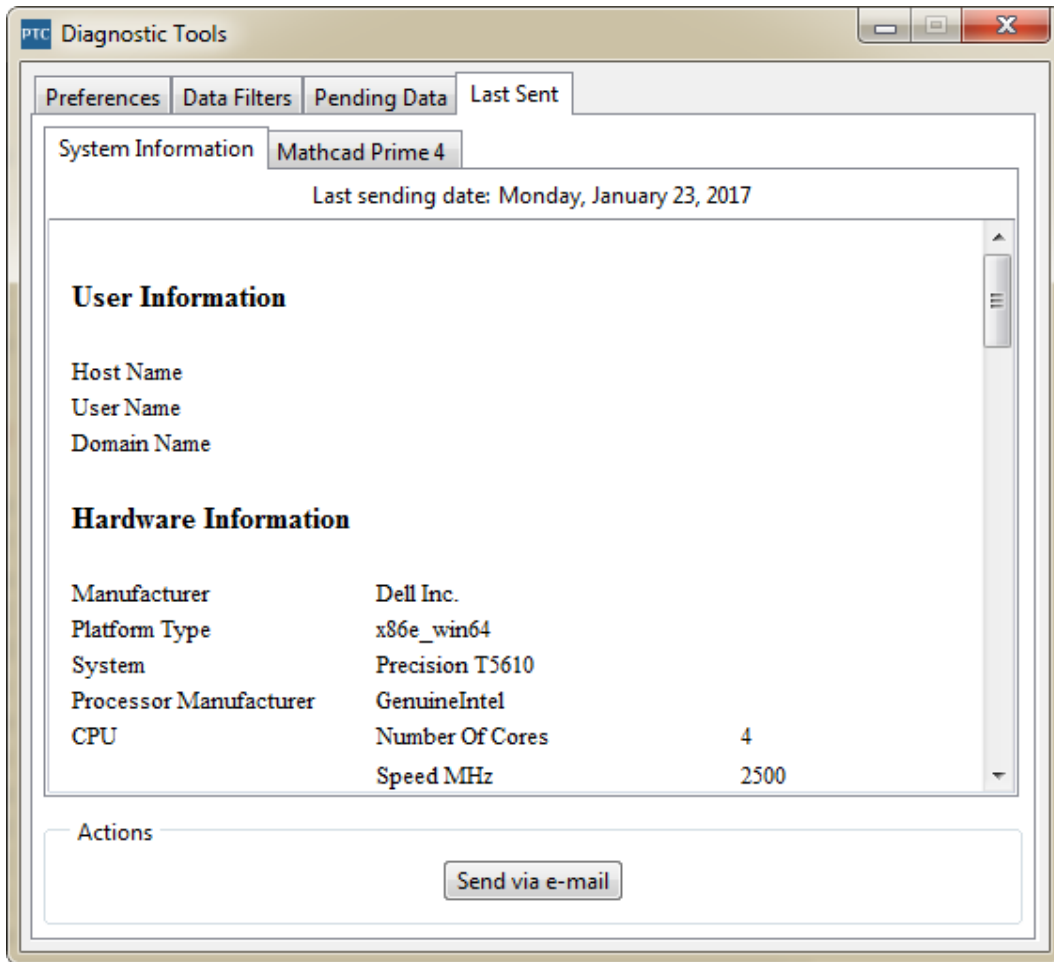 PTC Diagnostic Tools
Preferences Data Filters Pending Data Last Sent
System Information Mathcad Prime 4
Last sending date: Monday, January 23, 2017
User Information
Host Name
User Name
Domain Name
Hardware Information
Manufacturer Dell Inc.
Platform Type x86e_win64
System Precision T5610
Processor Manufacturer GenuineIntel
CPU Number Of Cores 4
Speed MHz 2500
Actions
Send via e-mail